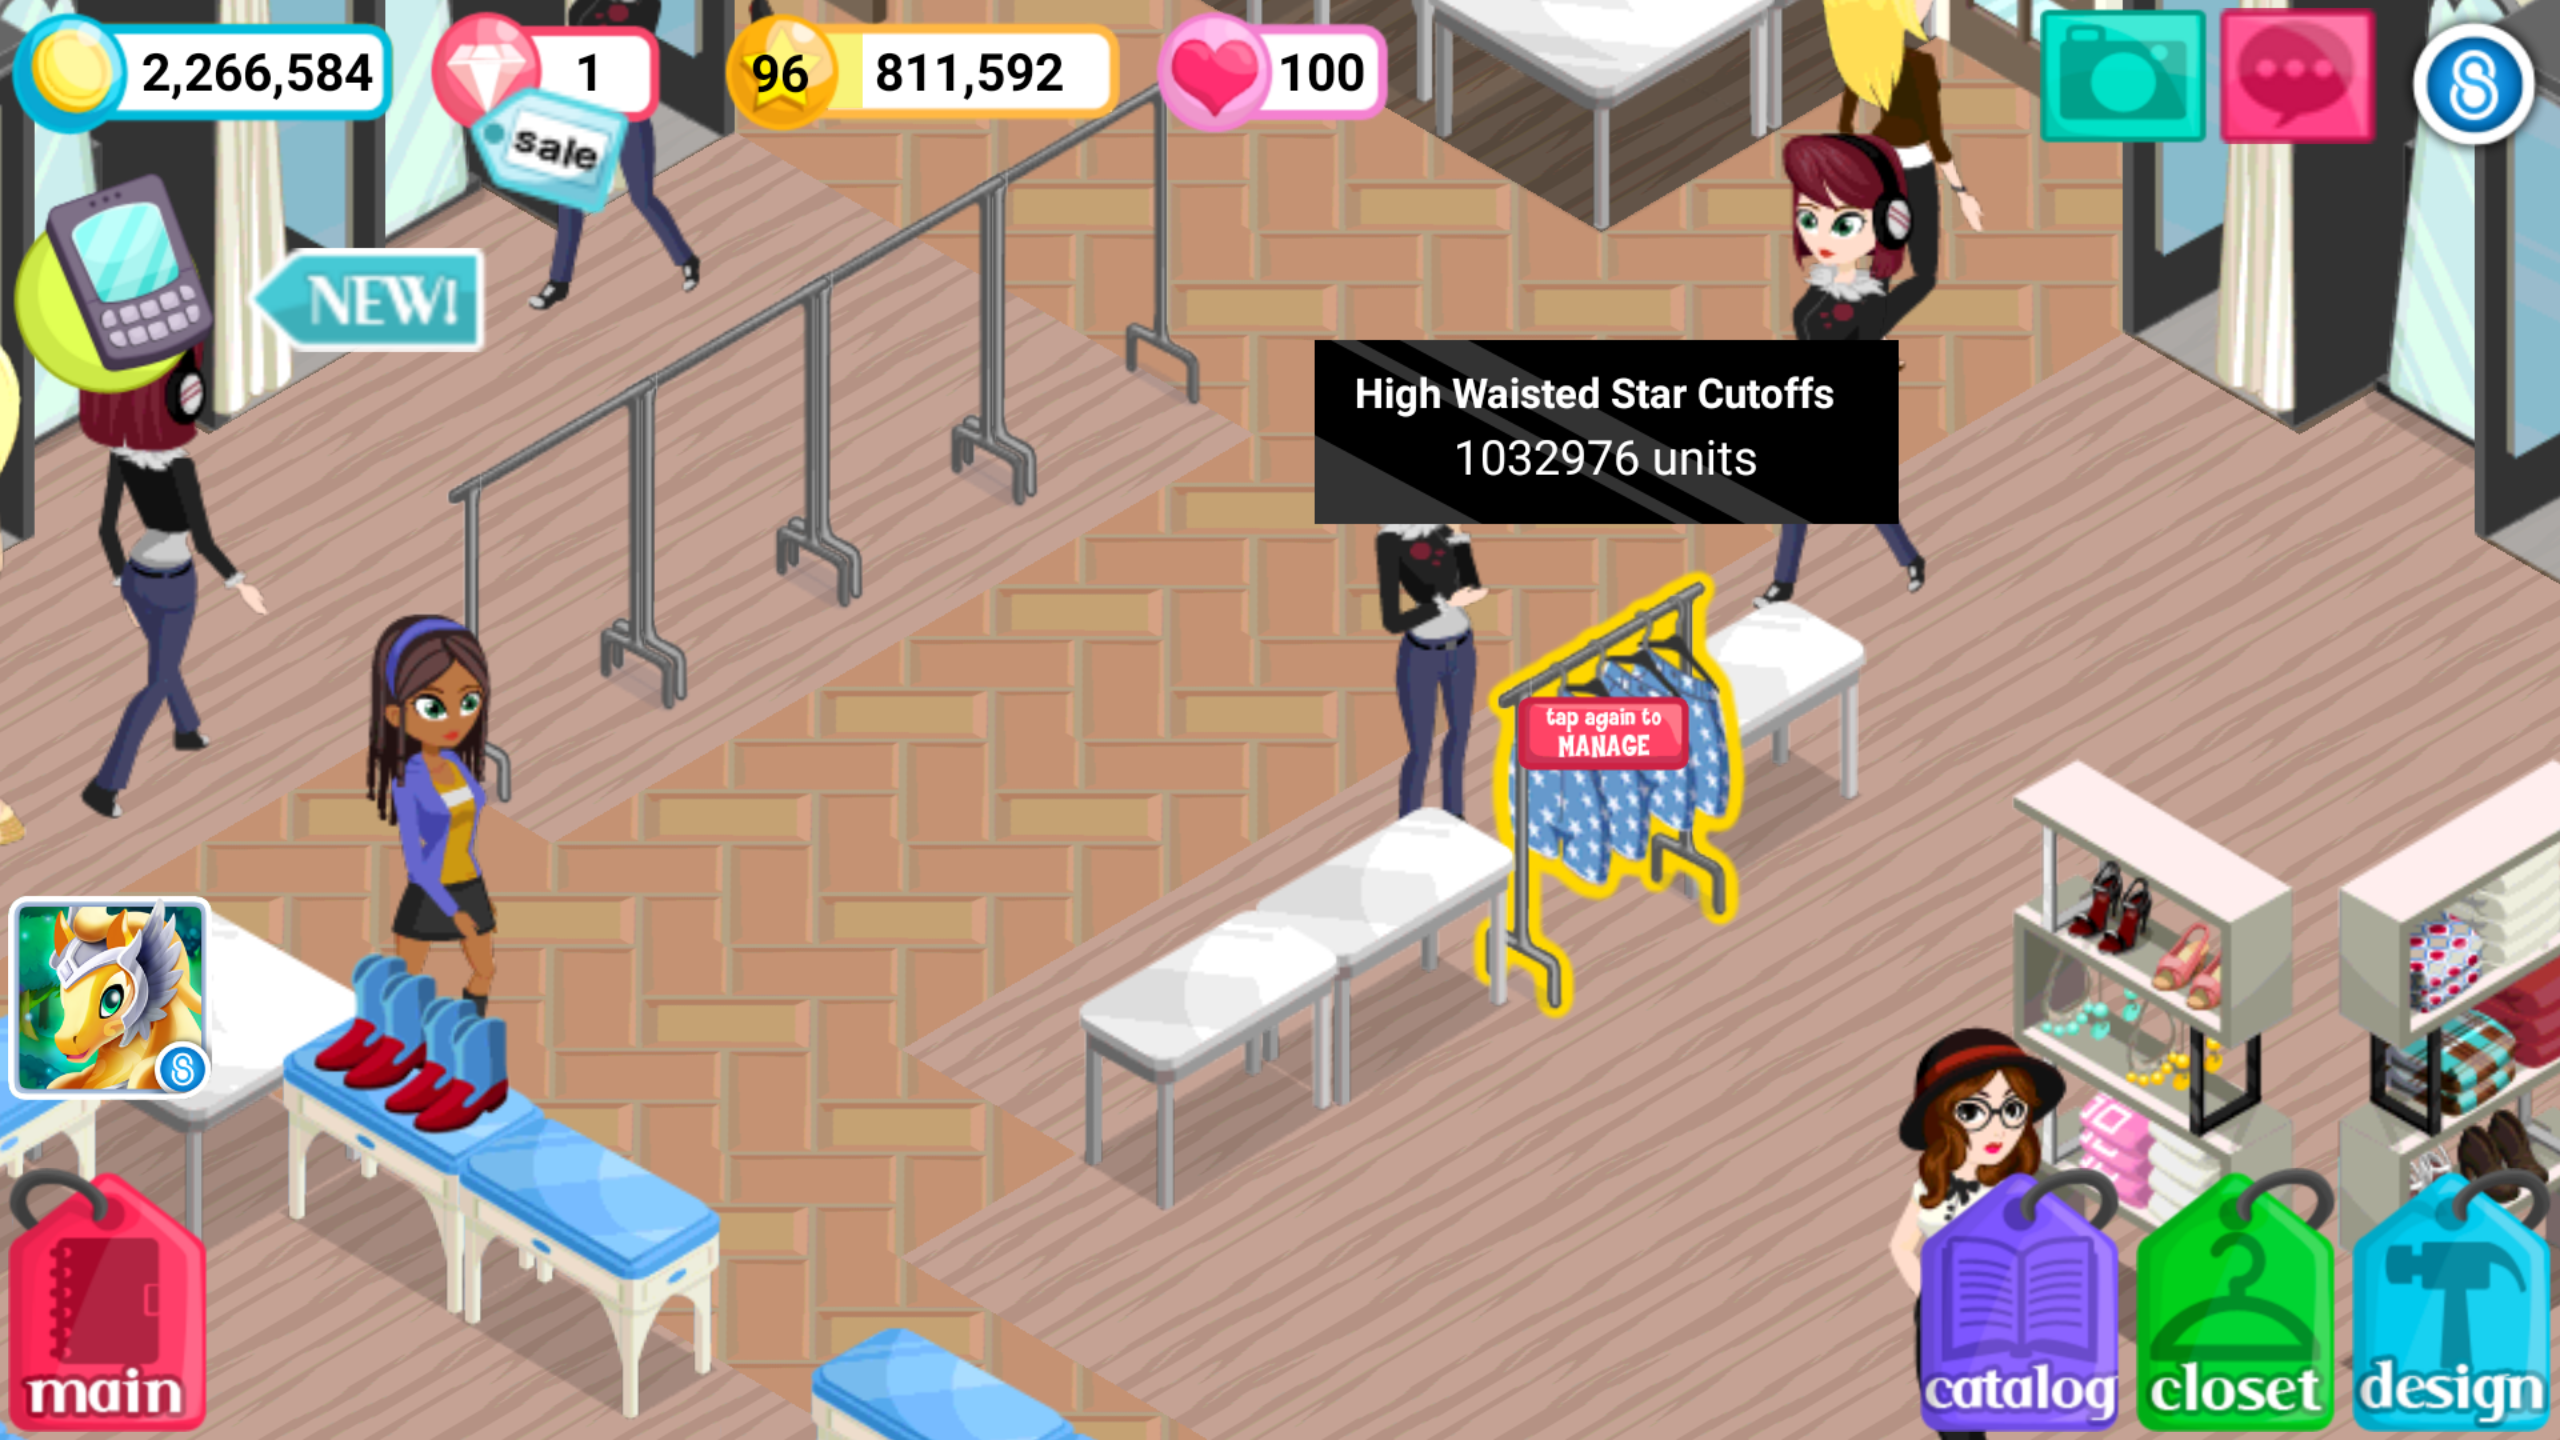 2,266,584
1
96
811,592
100
sale
NEW!
High Waisted Star Cutoffs
1032976 units
tap again to
MANAGE
main
catalog
closet
design